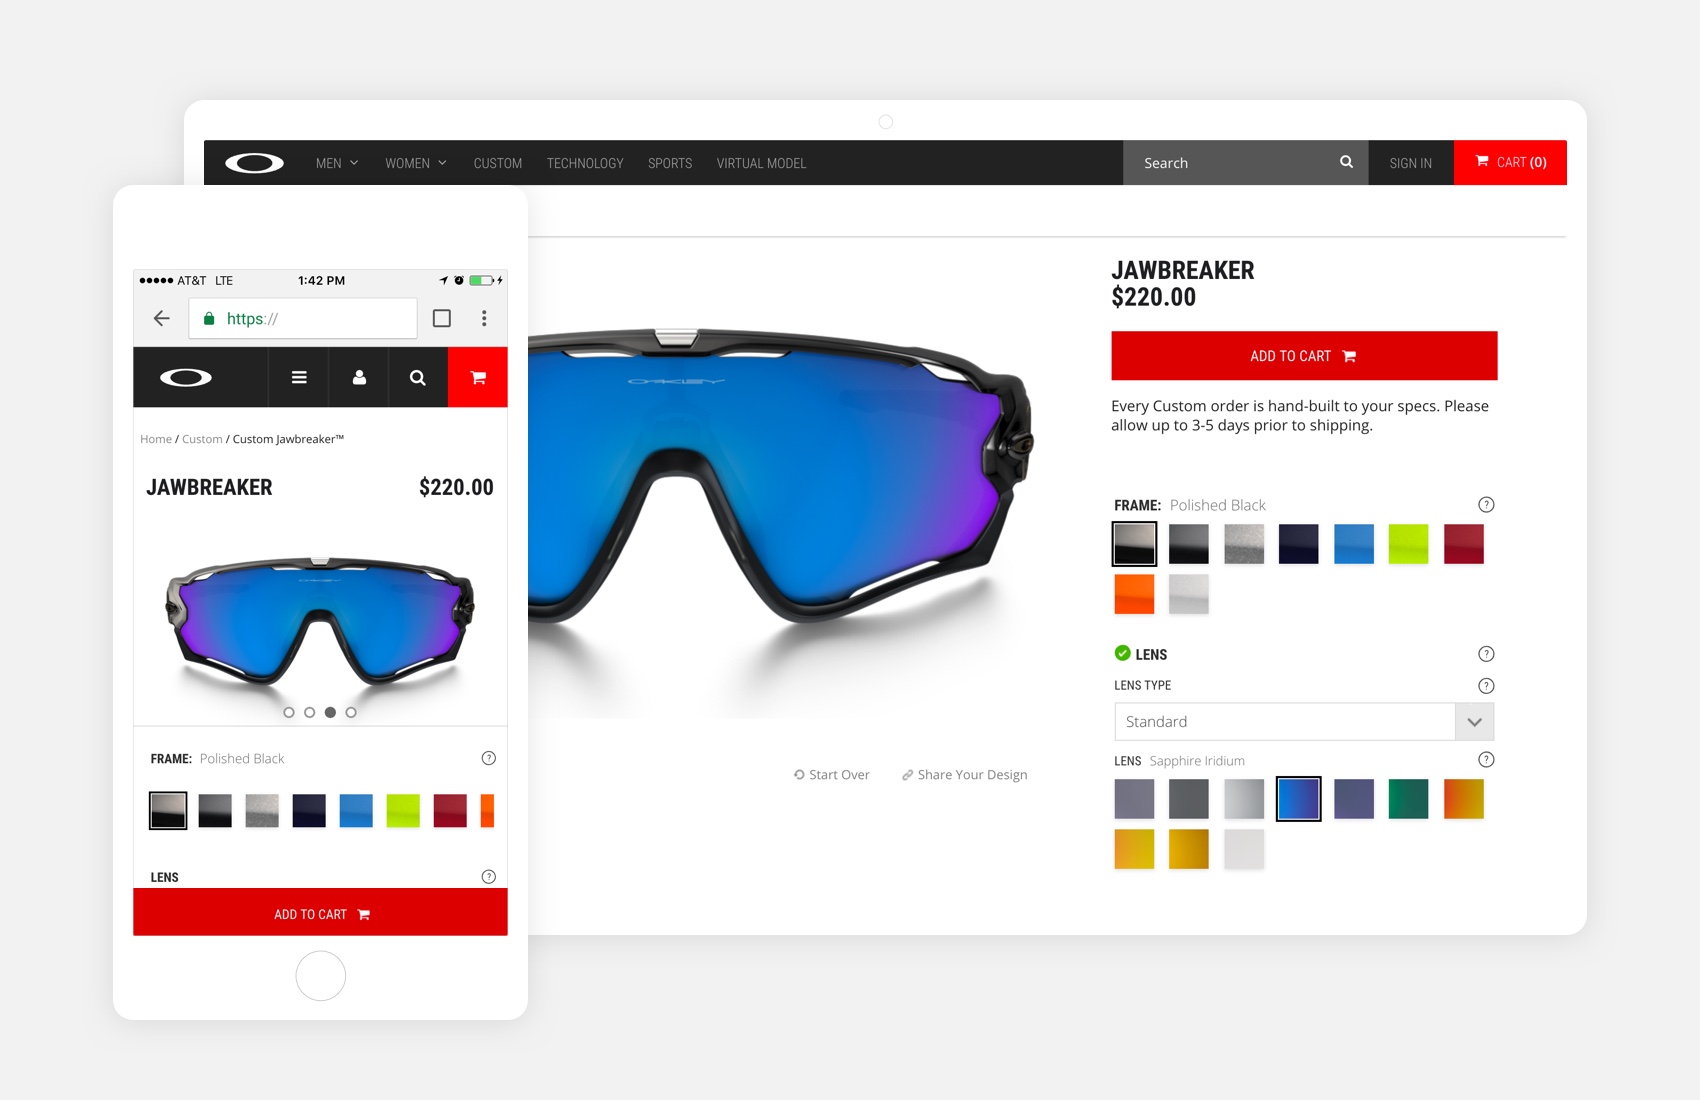 MEN WOMEN CUSTOM TECHNOLOGY SPORTS VIRTUAL MODEL Search SIGN IN CART (0)
JAWBREAKER
$220.00
ADD TO CART
Every Custom order is hand-built to your specs. Please
allow up to 3-5 days prior to shipping.
FRAME: Polished Black ?
LENS ?
LENS TYPE ?
Standard
LENS Sapphire Iridium ?
OAKLEY
Start Over Share Your Design
AT&T LTE 1:42 PM
https://
Home / Custom / Custom Jawbreaker™
JAWBREAKER $220.00
OAKLEY
FRAME: Polished Black ?
LENS ?
ADD TO CART